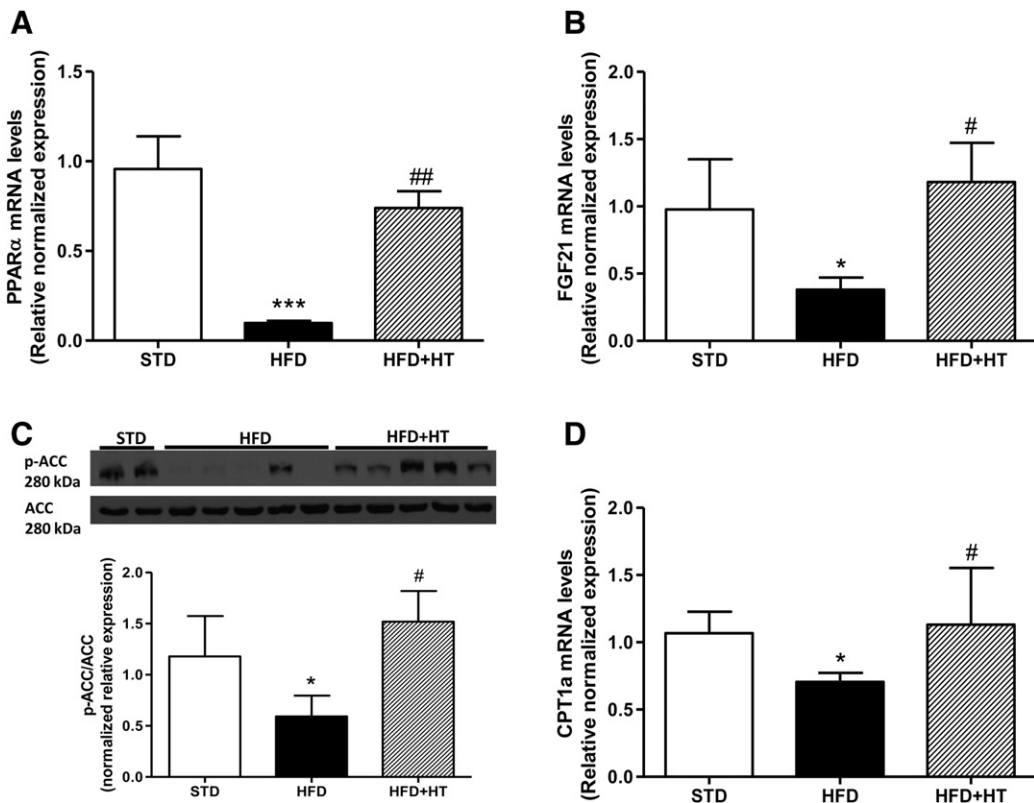 A
PPARα mRNA levels
(Relative normalized expression)
1.5
1.0
0.5
0.0
***
##
STD
HFD
HFD+HT
B
FGF21 mRNA levels
(Relative normalized expression)
2.0
1.5
1.0
0.5
0.0
*
#
STD
HFD
HFD+HT
C
STD
HFD
HFD+HT
p-ACC
280 kDa
ACC
280 kDa
p-ACC/ACC
(normalized relative expression)
2.0
1.5
1.0
0.5
0.0
*
#
STD
HFD
HFD+HT
D
CPT1a mRNA levels
(Relative normalized expression)
2.0
1.5
1.0
0.5
0.0
*
#
STD
HFD
HFD+HT